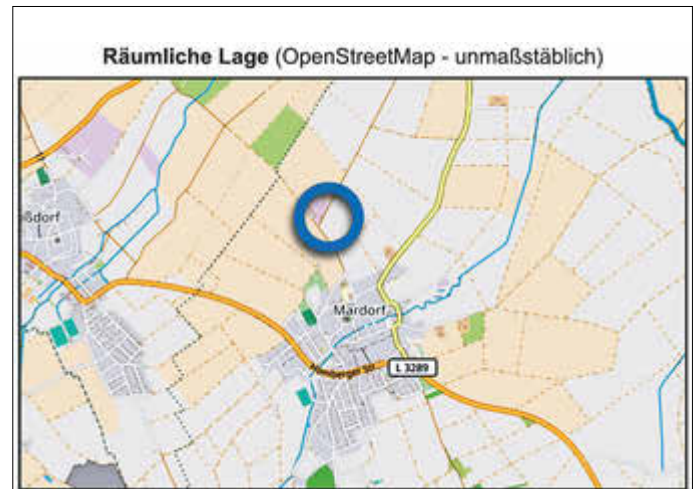 Räumliche Lage (OpenStreetMap - unmaßstäblich)
ßdorf
Mardorf
L 3289